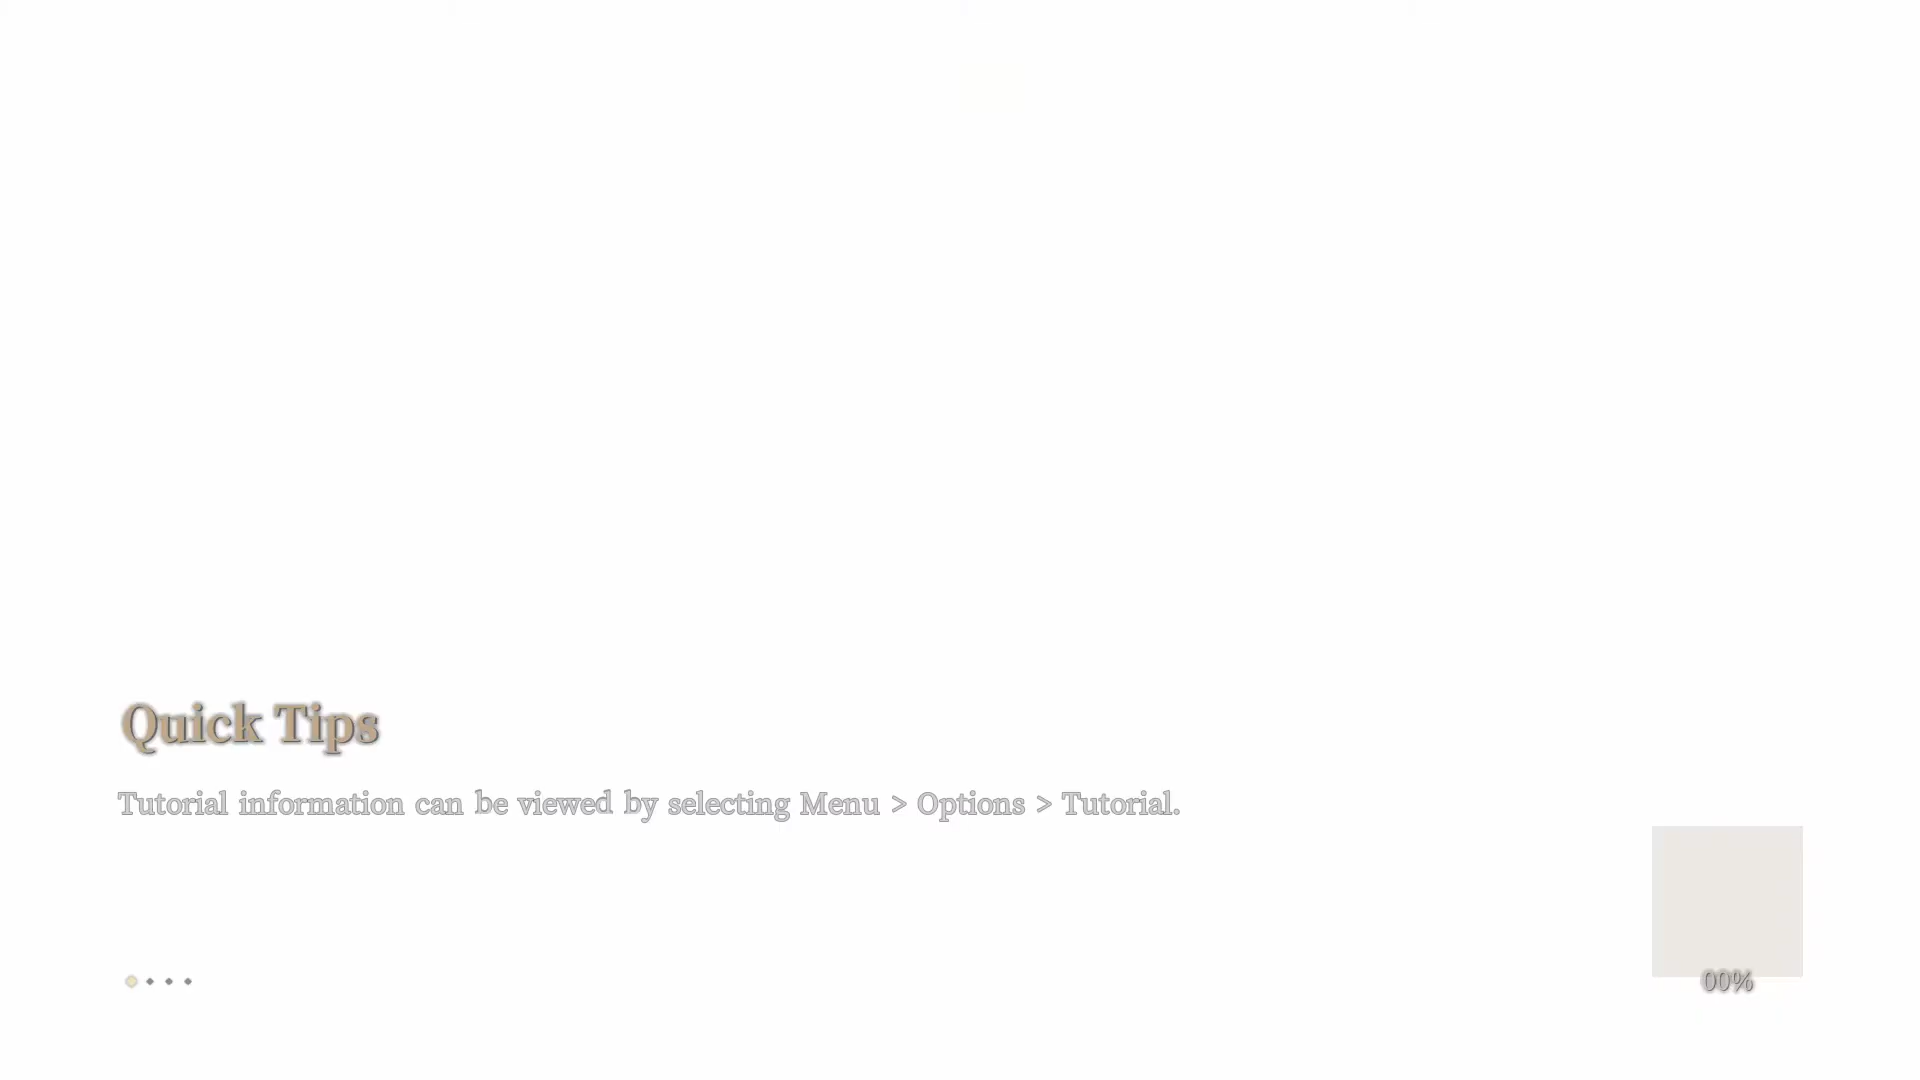 Quick Tips
Tutorial information can be viewed by selecting Menu > Options > Tutorial.
00%